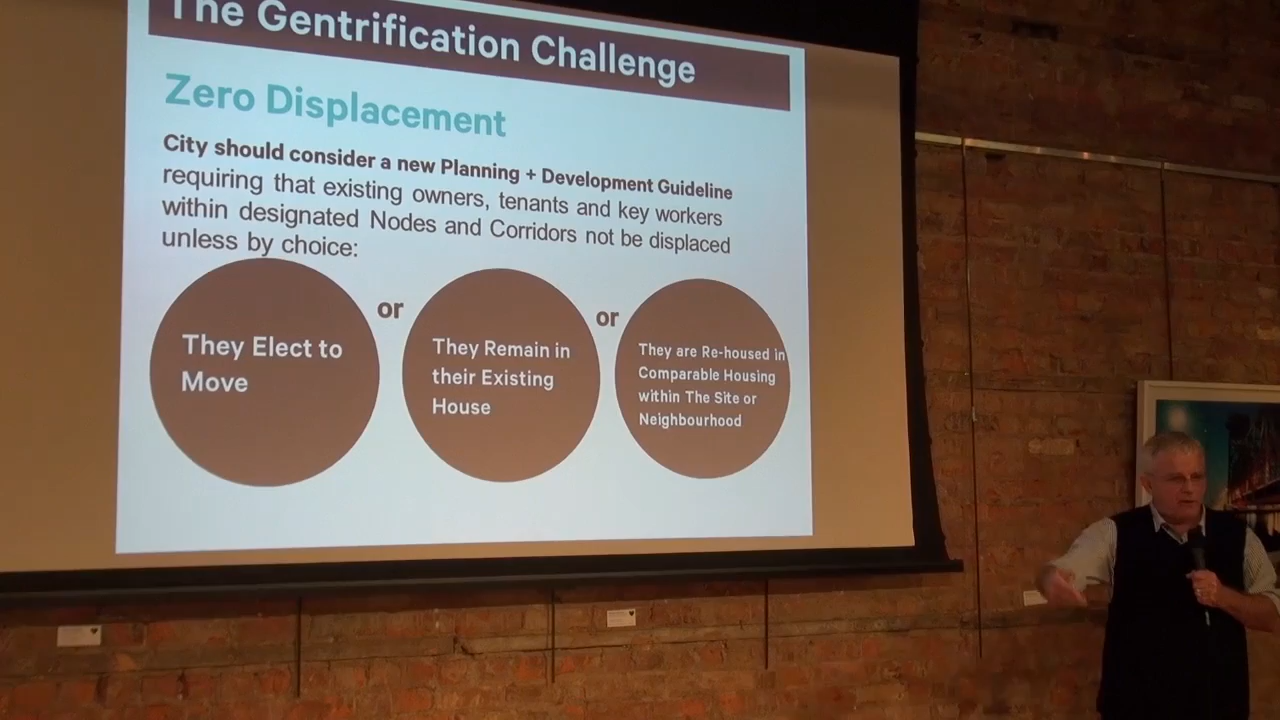 The Gentrification Challenge
Zero Displacement
City should consider a new Planning + Development Guideline
requiring that existing owners, tenants and key workers
within designated Nodes and Corridors not be displaced
unless by choice:
They Elect to
Move
or
They Remain in
their Existing
House
or
They are Re-housed in
Comparable Housing
within The Site or
Neighbourhood